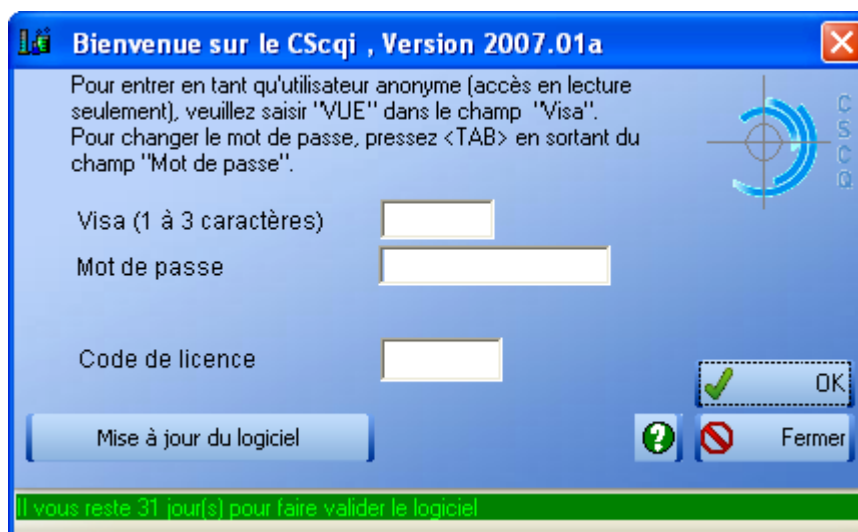 Bienvenue sur le CScqi , Version 2007.01a
Pour entrer en tant qu'utilisateur anonyme (accès en lecture
seulement), veuillez saisir "VUE" dans le champ "Visa".
Pour changer le mot de passe, pressez <TAB> en sortant du
champ "Mot de passe".
CSCQ
Visa (1 à 3 caractères)
Mot de passe
Code de licence
OK
Mise à jour du logiciel
?
Fermer
Il vous reste 31 jour(s) pour faire valider le logiciel